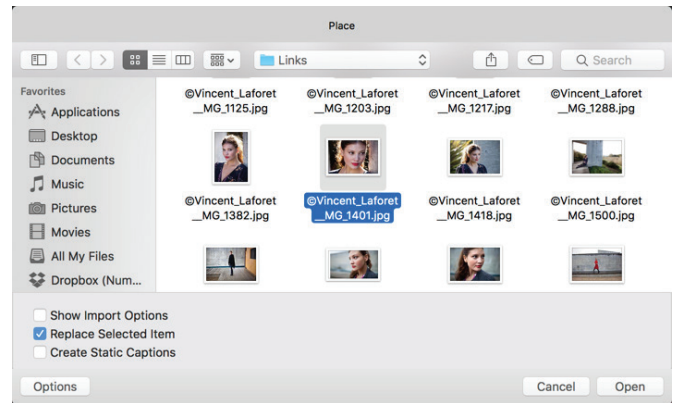 Place
Links
Search
Favorites
Applications
Desktop
Documents
Music
Pictures
Movies
All My Files
Dropbox (Num...
©Vincent_Laforet
__MG_1125.jpg
©Vincent_Laforet
__MG_1203.jpg
©Vincent_Laforet
__MG_1217.jpg
©Vincent_Laforet
__MG_1288.jpg
©Vincent_Laforet
__MG_1382.jpg
©Vincent_Laforet
__MG_1401.jpg
©Vincent_Laforet
__MG_1418.jpg
©Vincent_Laforet
__MG_1500.jpg
Show Import Options
Replace Selected Item
Create Static Captions
Options
Cancel
Open